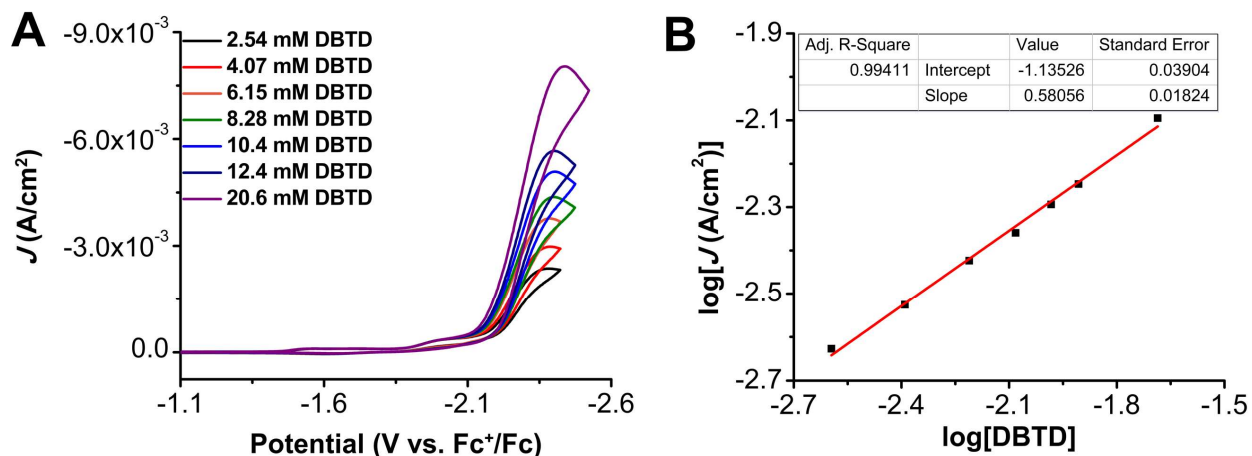 A
-9.0x10⁻³
-6.0x10⁻³
-3.0x10⁻³
0.0
J (A/cm²)
2.54 mM DBTD
4.07 mM DBTD
6.15 mM DBTD
8.28 mM DBTD
10.4 mM DBTD
12.4 mM DBTD
20.6 mM DBTD
-1.1 -1.6 -2.1 -2.6
Potential (V vs. Fc⁺/Fc)
B
-1.9
-2.1
-2.3
-2.5
-2.7
log[J (A/cm²)]
Adj. R-Square Value Standard Error
0.99411 Intercept -1.13526 0.03904
Slope 0.58056 0.01824
-2.7 -2.4 -2.1 -1.8 -1.5
log[DBTD]